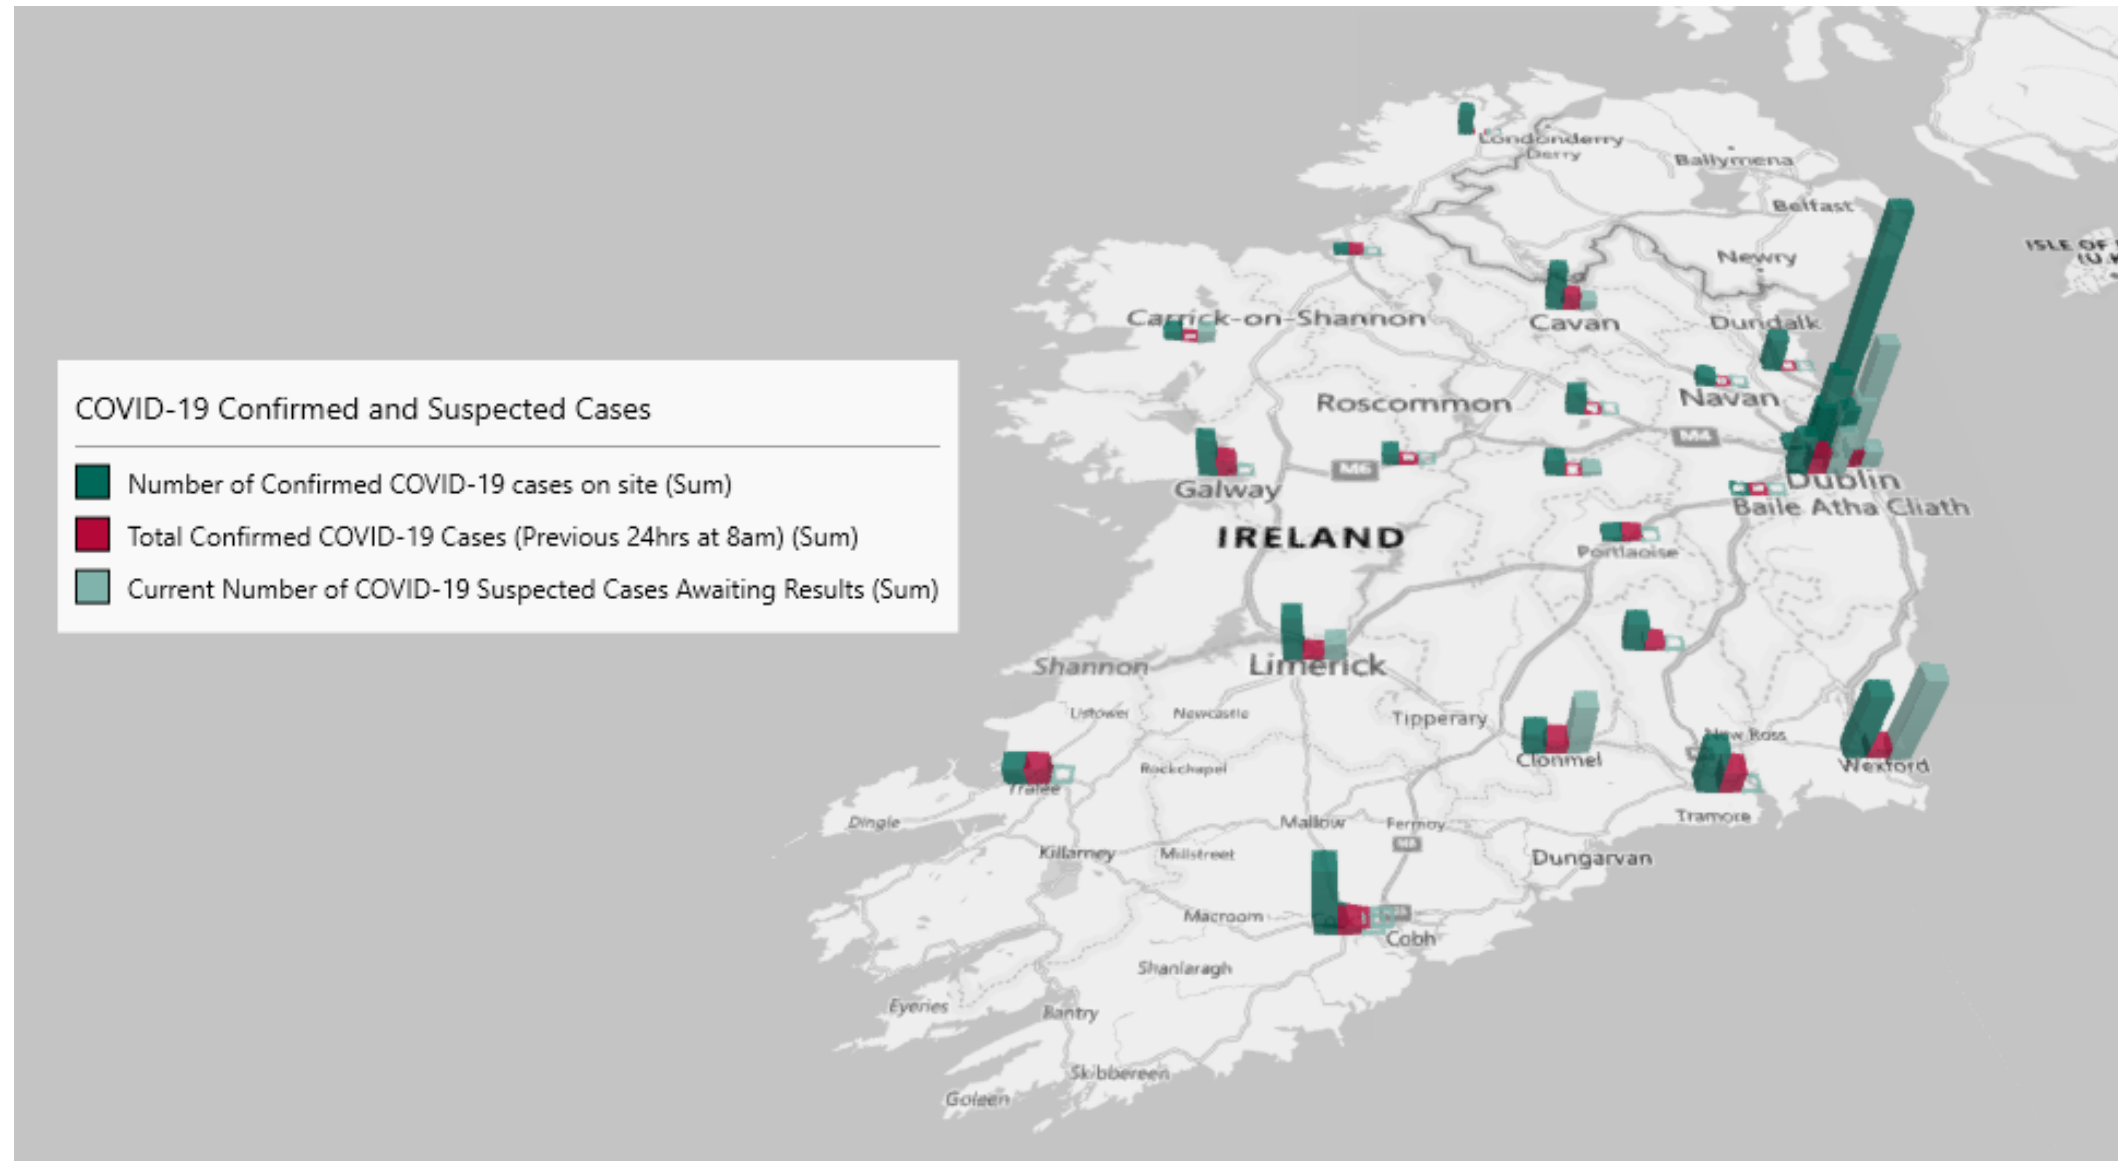 COVID-19 Confirmed and Suspected Cases
Number of Confirmed COVID-19 cases on site (Sum)
Total Confirmed COVID-19 Cases (Previous 24hrs at 8am) (Sum)
Current Number of COVID-19 Suspected Cases Awaiting Results (Sum)
Londonderry
Derry
Ballymena
Belfast
ISLE OF
(U.K
Newry
Carrick-on-Shannon
Cavan
Dundalk
Roscommon
Navan
M4
M6
Galway
Dublin
Baile Atha Cliath
IRELAND
Portlaoise
Shannon
Limerick
Listower
Newcastle
Tipperary
New Ross
Clonmel
Wexford
Rockchapel
Tralee
Tramore
Dingle
Mallow
Fermoy
M8
Killarney
Millstreet
Dungarvan
Macroom
Cobh
Shanlaragh
Eyeries
Bantry
Skibbereen
Goleen